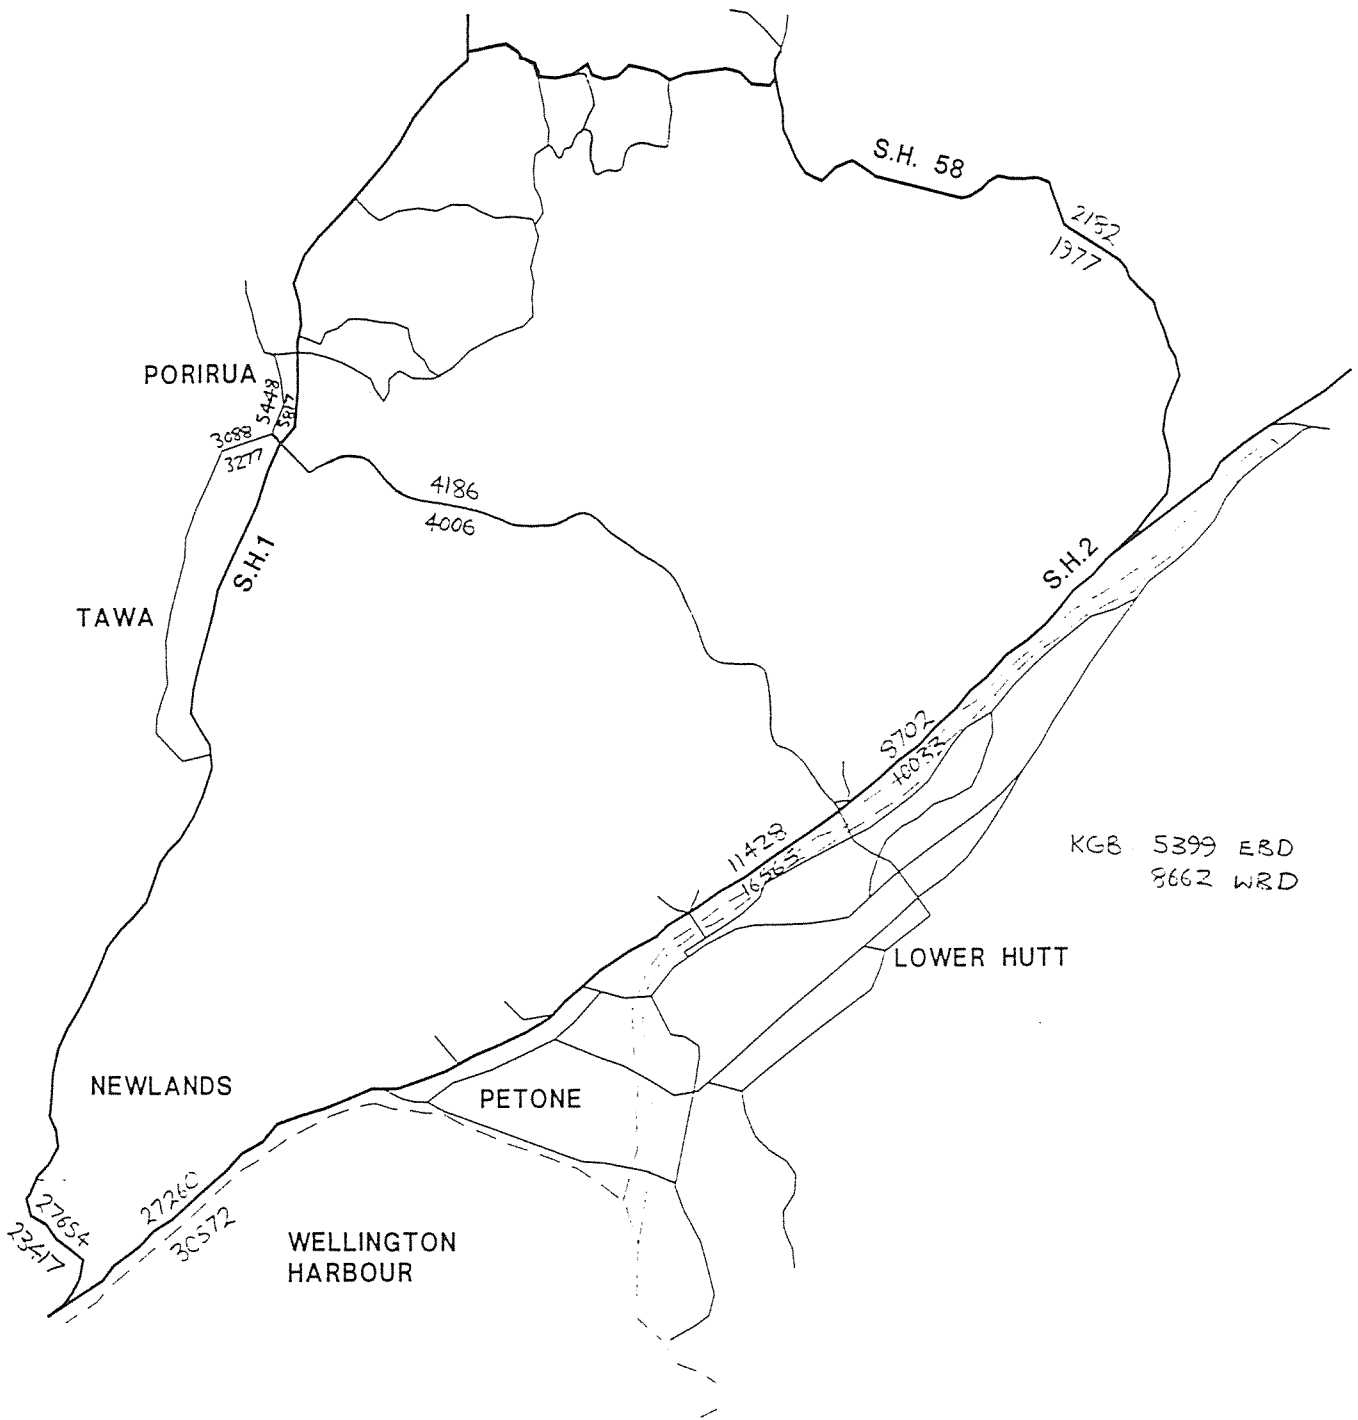 S.H. 58
2152
1977
PORIRUA
5448
5817
3088
3277
4186
4006
S.H.1
S.H.2
TAWA
8702
10033
11428
16565
KGB 5399 EBD
8662 WBD
LOWER HUTT
NEWLANDS
PETONE
27260
30572
27654
23417
WELLINGTON
HARBOUR